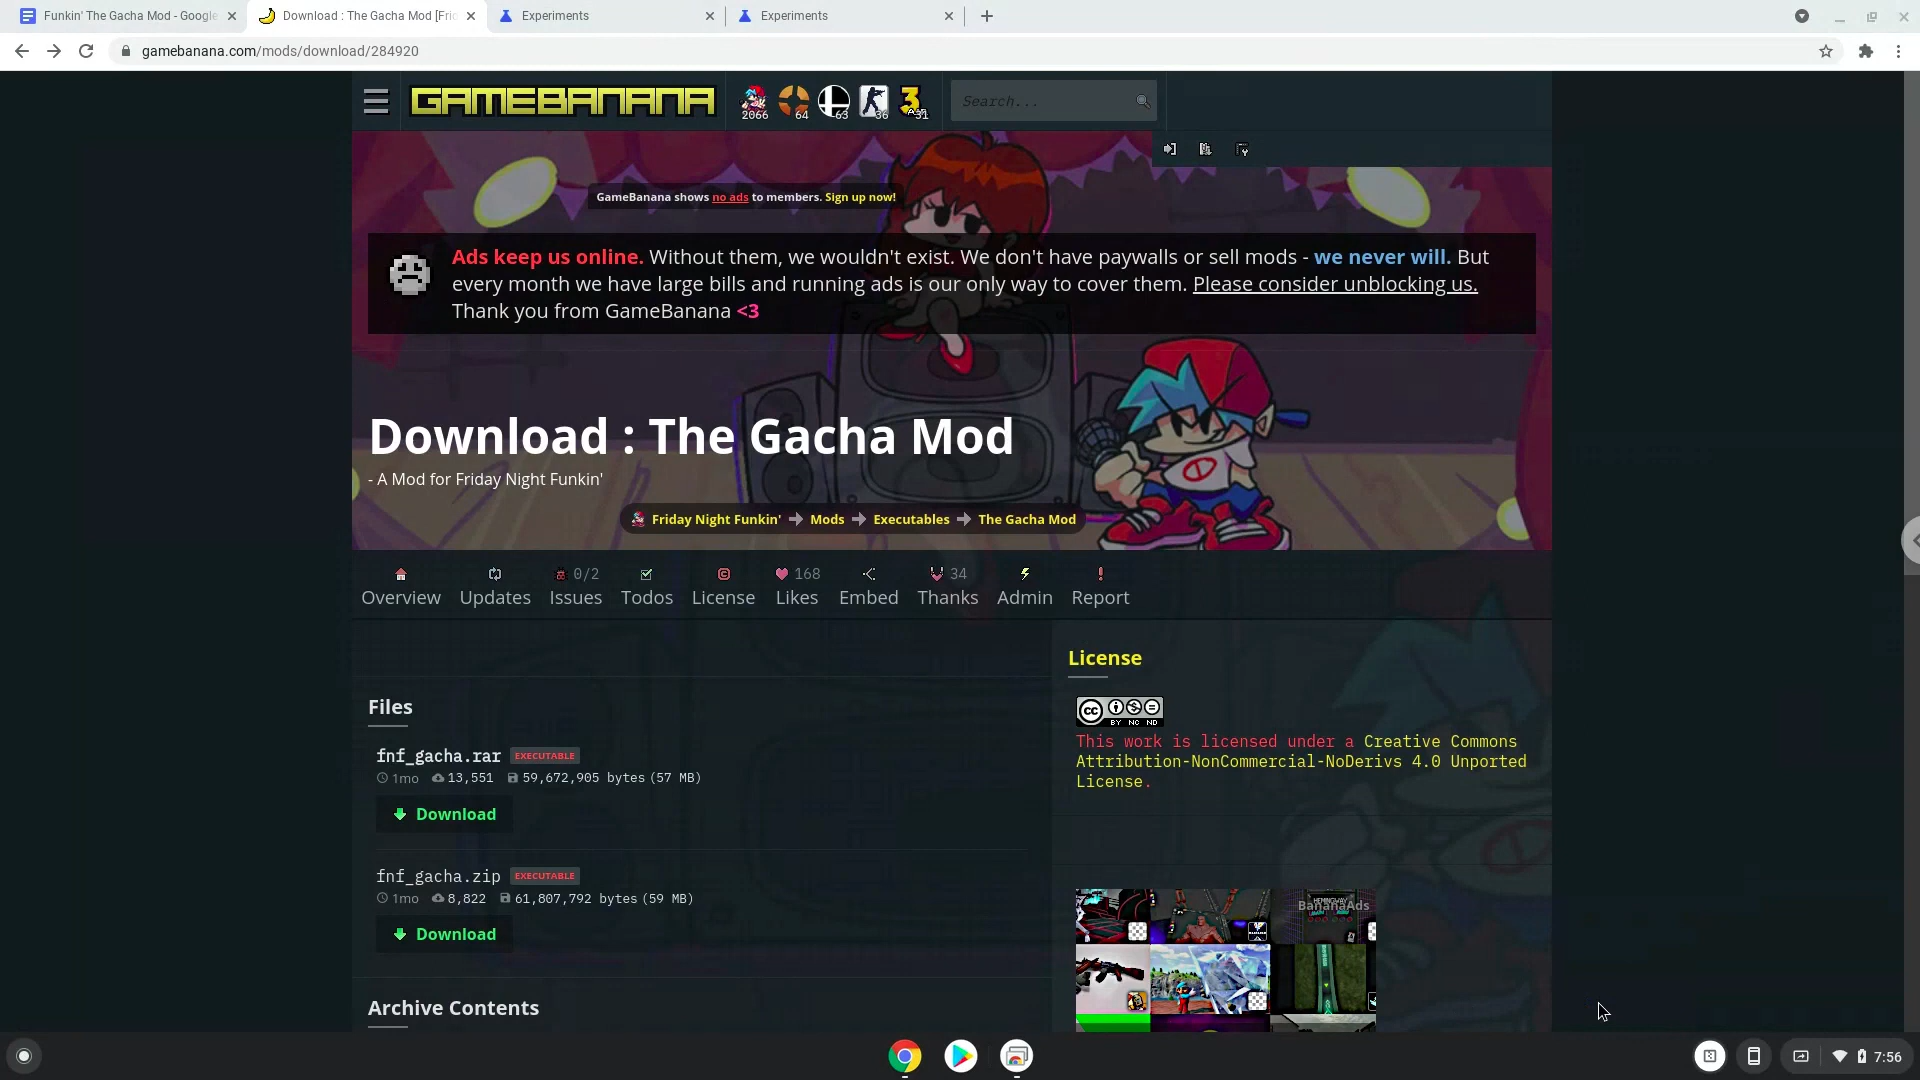 Funkin' The Gacha Mod - Google
Download : The Gacha Mod [Fri
Experiments
Experiments
gamebanana.com/mods/download/284920
GAMEBANANA
2066
64
63
36
31
Search...
GameBanana shows no ads to members. Sign up now!
Ads keep us online. Without them, we wouldn't exist. We don't have paywalls or sell mods - we never will. But
every month we have large bills and running ads is our only way to cover them. Please consider unblocking us.
Thank you from GameBanana <3
Download : The Gacha Mod
- A Mod for Friday Night Funkin'
Friday Night Funkin' Mods Executables The Gacha Mod
0/2
168
34
Overview Updates Issues Todos License Likes Embed Thanks Admin Report
License
CC BY NC ND
This work is licensed under a Creative Commons
Attribution-NonCommercial-NoDerivs 4.0 Unported
License.
Files
fnf_gacha.rar EXECUTABLE
1mo 13,551 59,672,905 bytes (57 MB)
Download
fnf_gacha.zip EXECUTABLE
1mo 8,822 61,807,792 bytes (59 MB)
Download
Archive Contents
BananaAds
7:56